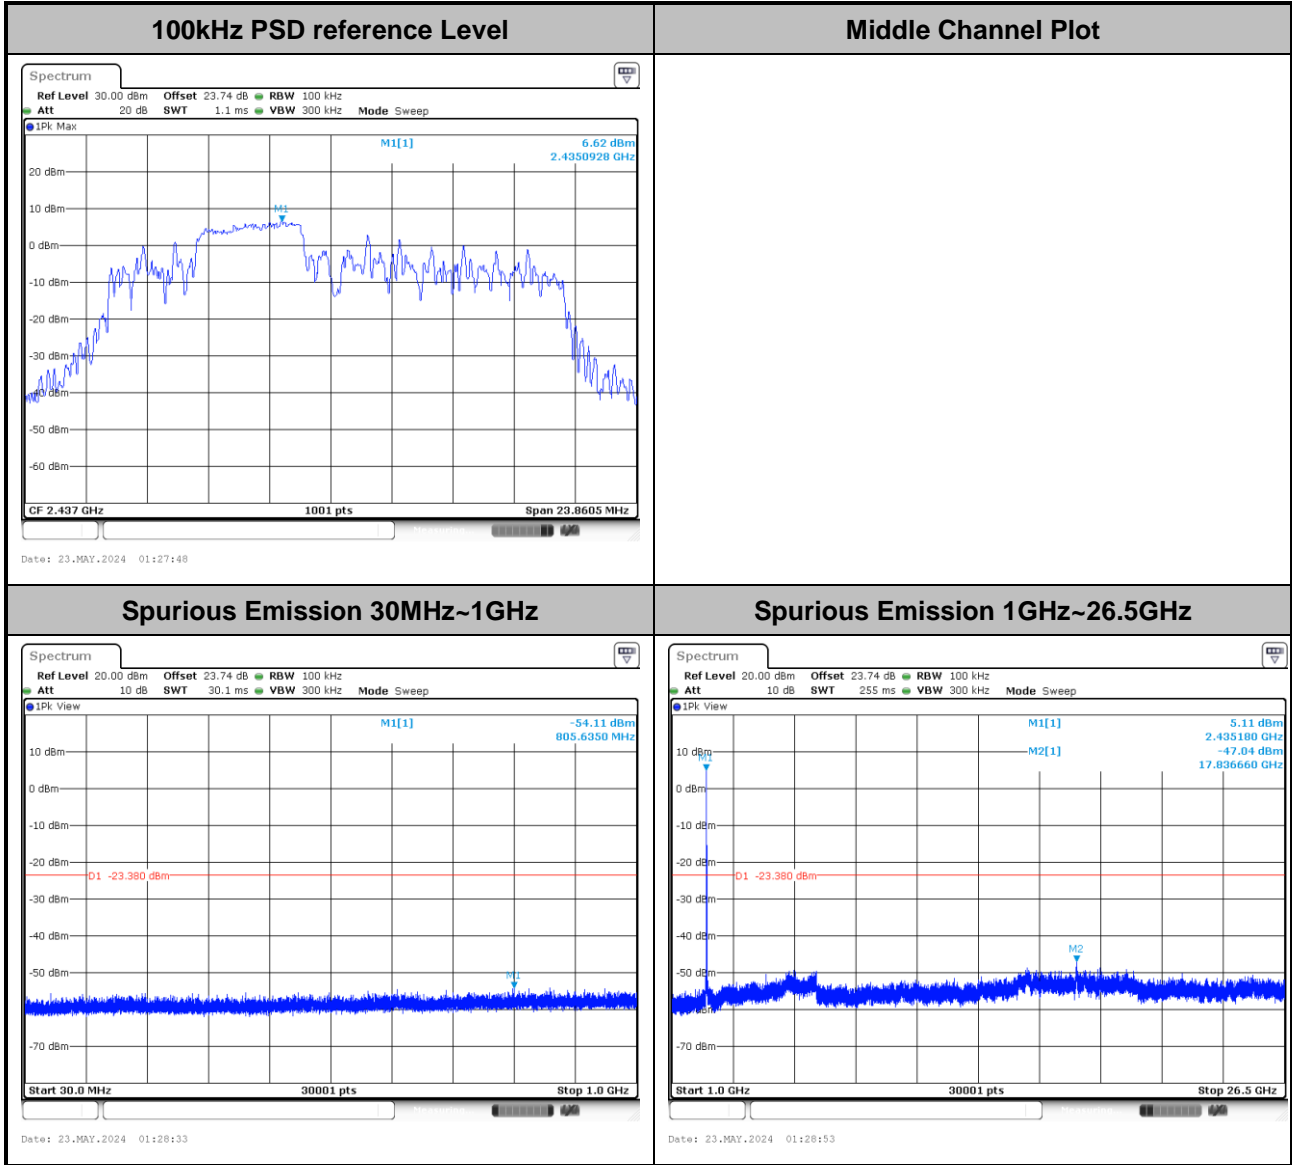 100kHz PSD reference Level
Middle Channel Plot
Spectrum
Ref Level 30.00 dBm Offset 23.74 dB RBW 100 kHz
Att 20 dB SWT 1.1 ms VBW 300 kHz Mode Sweep
1Pk Max
M1[1] 6.62 dBm
2.4350928 GHz
20 dBm
10 dBm
M1
0 dBm
-10 dBm
-20 dBm
-30 dBm
-40 dBm
-50 dBm
-60 dBm
CF 2.437 GHz 1001 pts Span 23.8605 MHz
Date: 23.MAY.2024 01:27:48
Spurious Emission 30MHz~1GHz
Spurious Emission 1GHz~26.5GHz
Spectrum
Ref Level 20.00 dBm Offset 23.74 dB RBW 100 kHz
Att 10 dB SWT 30.1 ms VBW 300 kHz Mode Sweep
1Pk View
M1[1] -54.11 dBm
805.6350 MHz
10 dBm
0 dBm
-10 dBm
-20 dBm
D1 -23.380 dBm
-30 dBm
-40 dBm
-50 dBm
M1
-70 dBm
Start 30.0 MHz 30001 pts Stop 1.0 GHz
Date: 23.MAY.2024 01:28:33
Spectrum
Ref Level 20.00 dBm Offset 23.74 dB RBW 100 kHz
Att 10 dB SWT 255 ms VBW 300 kHz Mode Sweep
1Pk View
M1[1] 5.11 dBm
2.435180 GHz
10 dBm M2[1] -47.04 dBm
M1 17.836660 GHz
0 dBm
-10 dBm
-20 dBm
D1 -23.380 dBm
-30 dBm
-40 dBm
M2
-50 dBm
-70 dBm
Start 1.0 GHz 30001 pts Stop 26.5 GHz
Date: 23.MAY.2024 01:28:53